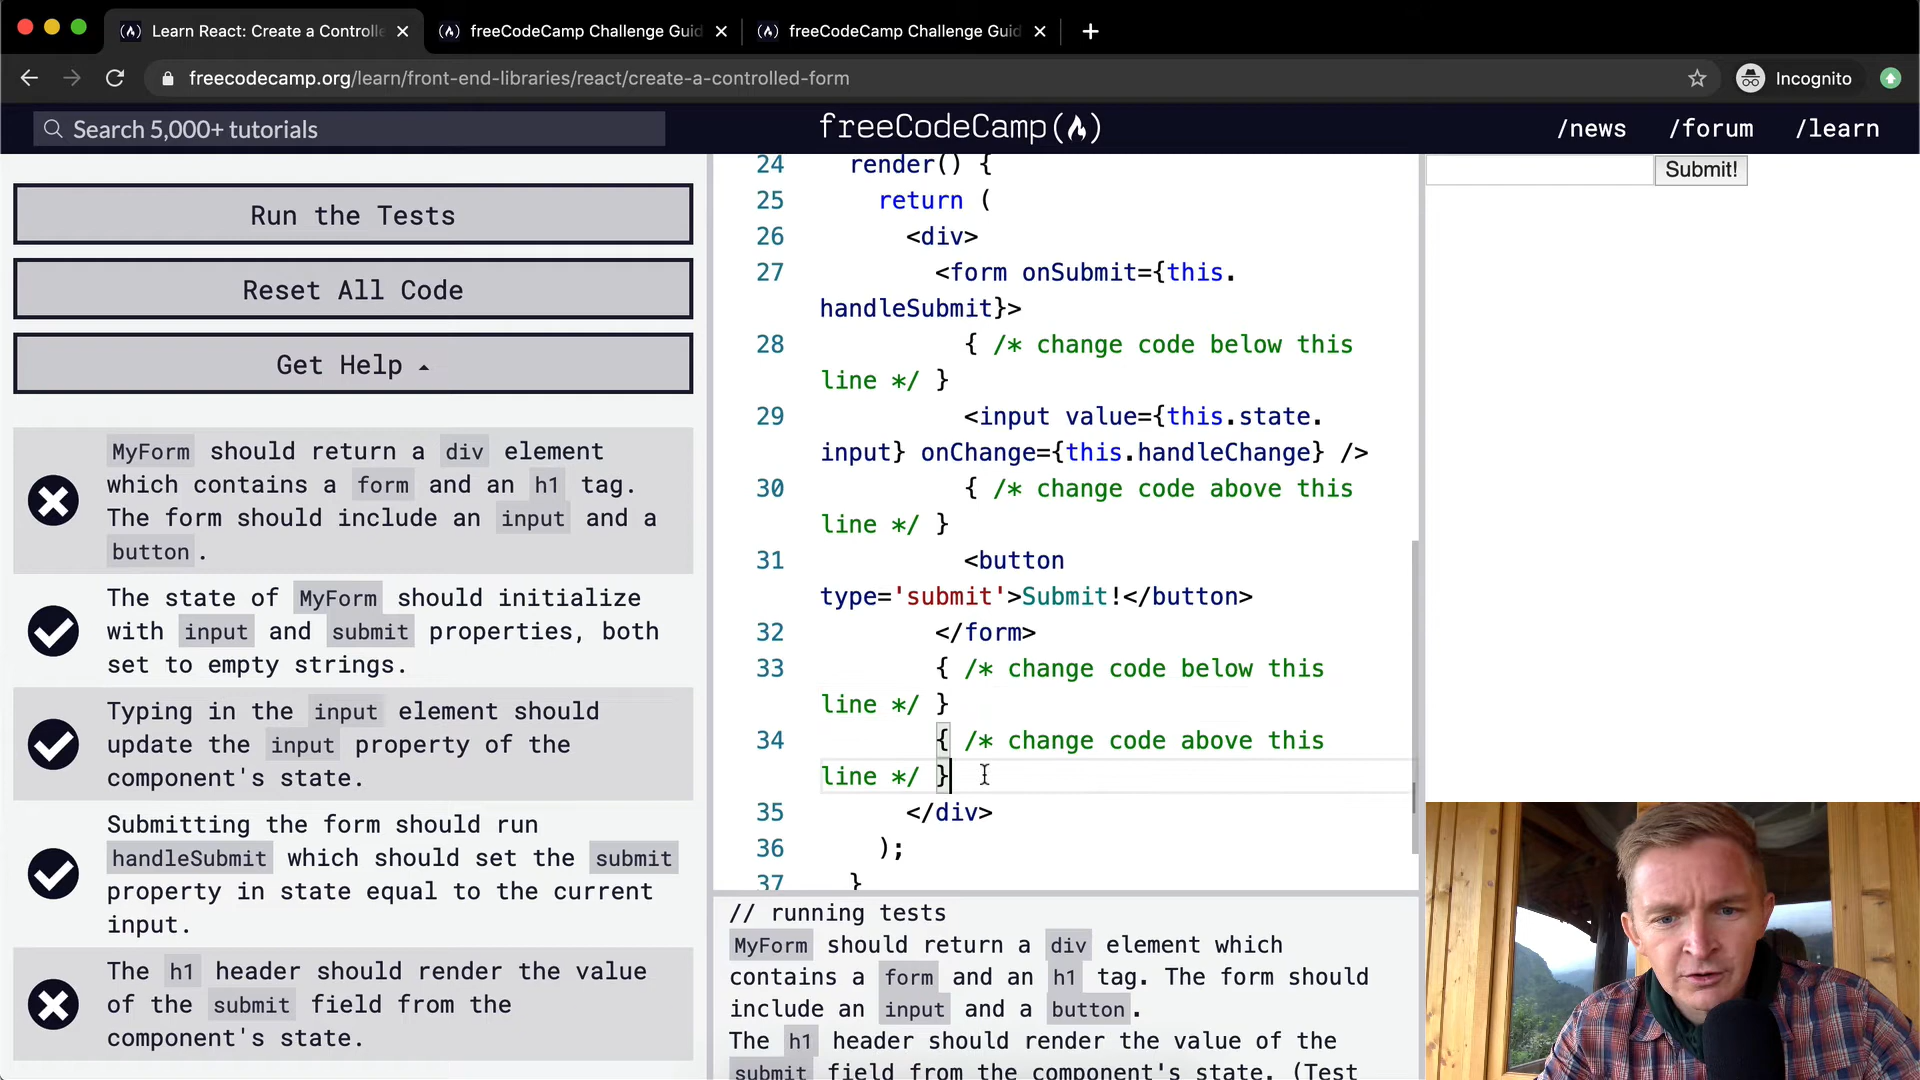 Learn React: Create a Controlle
freeCodeCamp Challenge Guid
freeCodeCamp Challenge Guid
freecodecamp.org/learn/front-end-libraries/react/create-a-controlled-form
Incognito
Search 5,000+ tutorials
freeCodeCamp
/news /forum /learn
Run the Tests
Reset All Code
Get Help
MyForm should return a div element
which contains a form and an h1 tag.
The form should include an input and a
button.
The state of MyForm should initialize
with input and submit properties, both
set to empty strings.
Typing in the input element should
update the input property of the
component's state.
Submitting the form should run
handleSubmit which should set the submit
property in state equal to the current
input.
The h1 header should render the value
of the submit field from the
component's state.
24 render() {
25 return (
26 <div>
27 <form onSubmit={this.
handleSubmit}>
28 { /* change code below this
line */ }
29 <input value={this.state.
input} onChange={this.handleChange} />
30 { /* change code above this
line */ }
31 <button
type='submit'>Submit!</button>
32 </form>
33 { /* change code below this
line */ }
34 { /* change code above this
line */ }
35 </div>
36 );
37 }
// running tests
MyForm should return a div element which
contains a form and an h1 tag. The form should
include an input and a button.
The h1 header should render the value of the
submit field from the component's state. (Test
Submit!